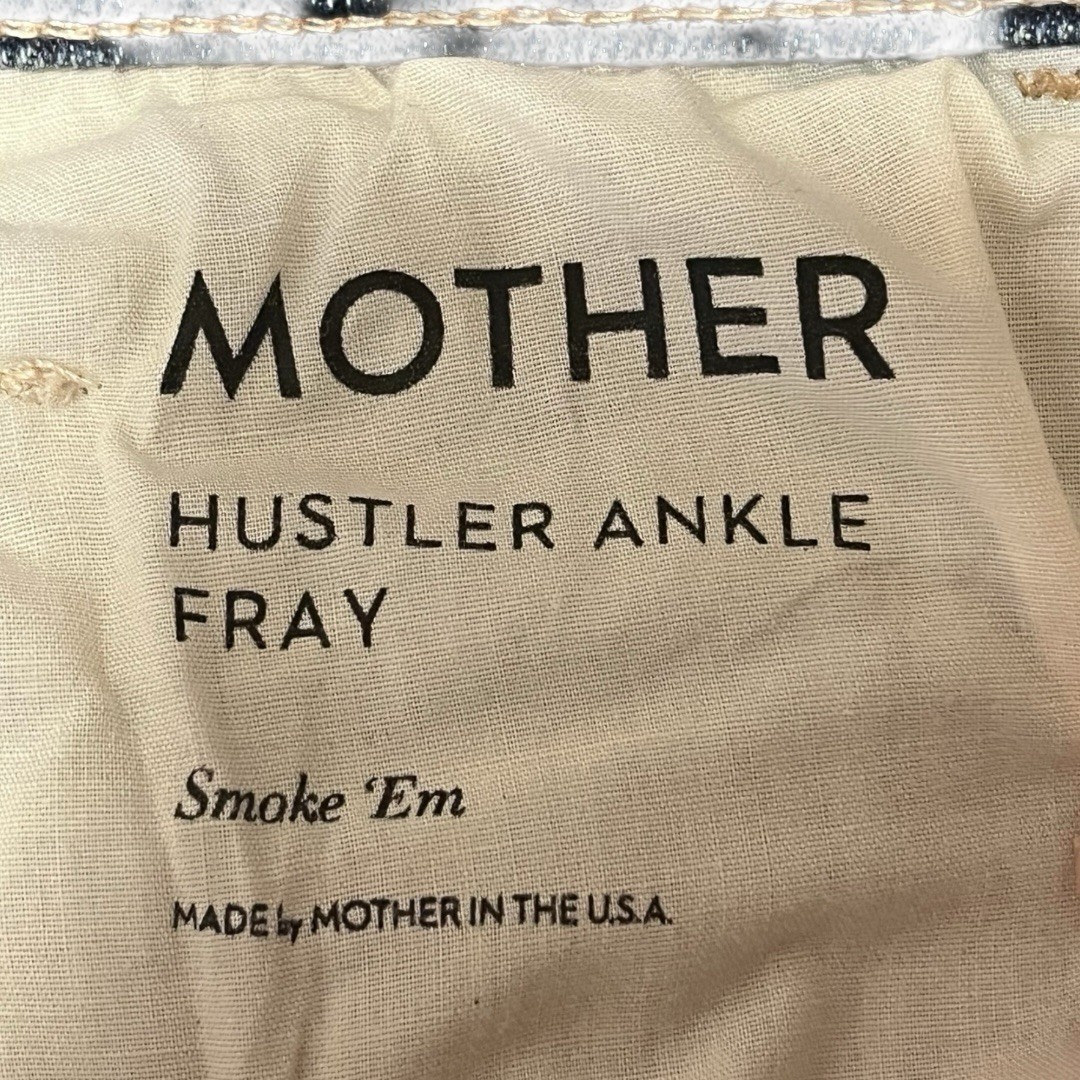 MOTHER
HUSTLER ANKLE
FRAY
Smoke ‘Em
MADE by MOTHER IN THE U.S.A.